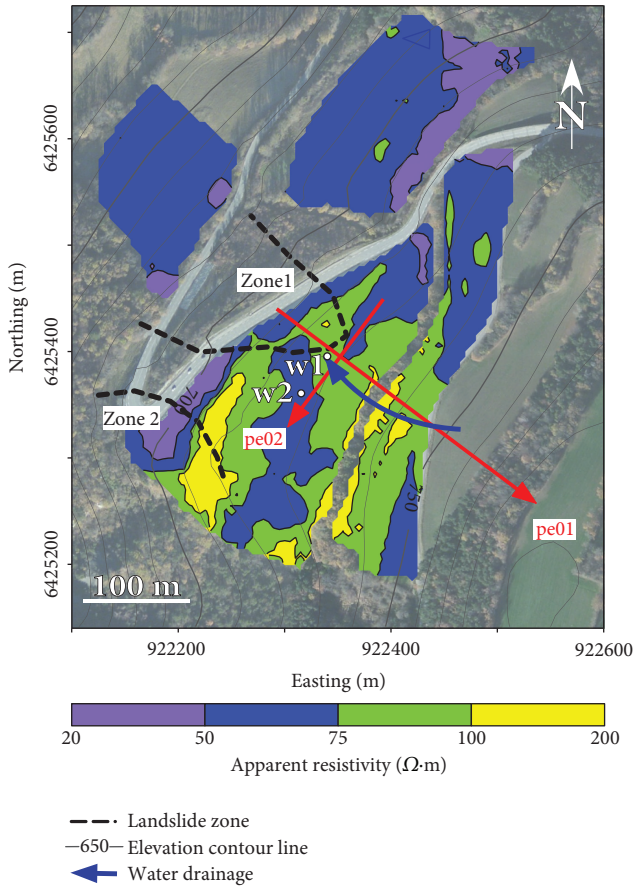 N
6425600
6425400
6425200
Northing (m)
Zone1
w1
w2
700
Zone 2
pe02
750
pe01
100 m
922200
922400
922600
Easting (m)
20
50
75
100
200
Apparent resistivity (Ω·m)
Landslide zone
—650— Elevation contour line
Water drainage